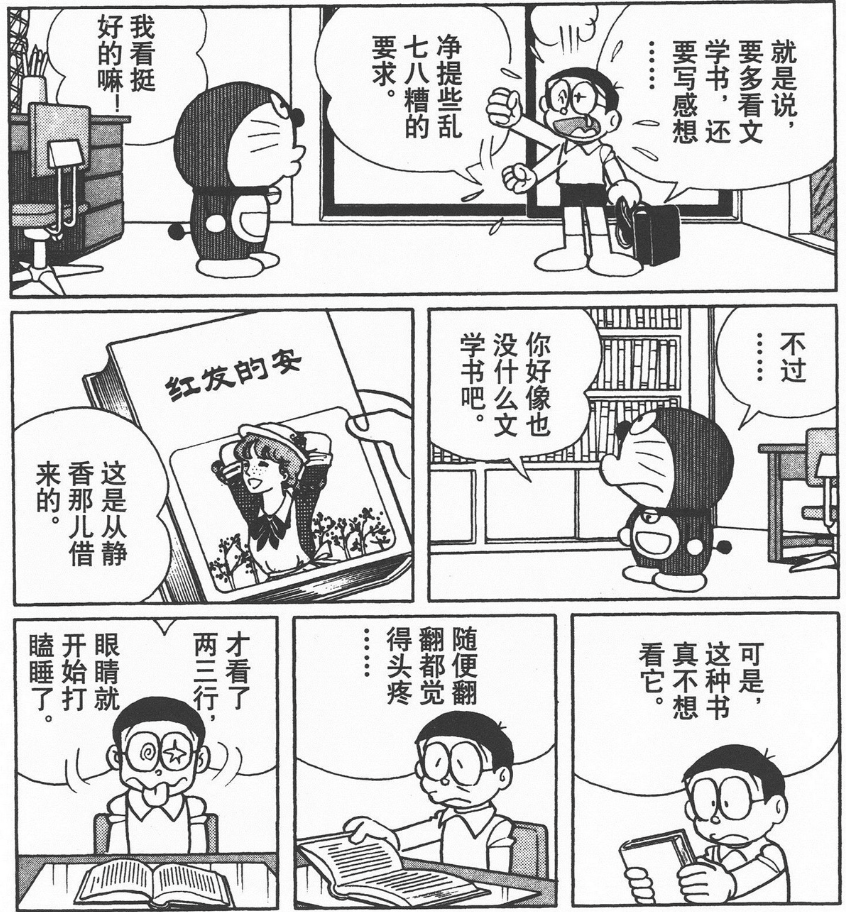 就是说，
要多看文
学书，还
要写感想
……
净提些乱
七八糟的
要求。
我看挺
好的嘛！
不过
……
你好像也
没什么文
学书吧。
红发的安
这是从静
香那儿借
来的。
可是，
这种书
真不想
看它。
随便翻
翻都觉
得头疼
……
才看了
两三行，
眼睛就
开始打
瞌睡了。